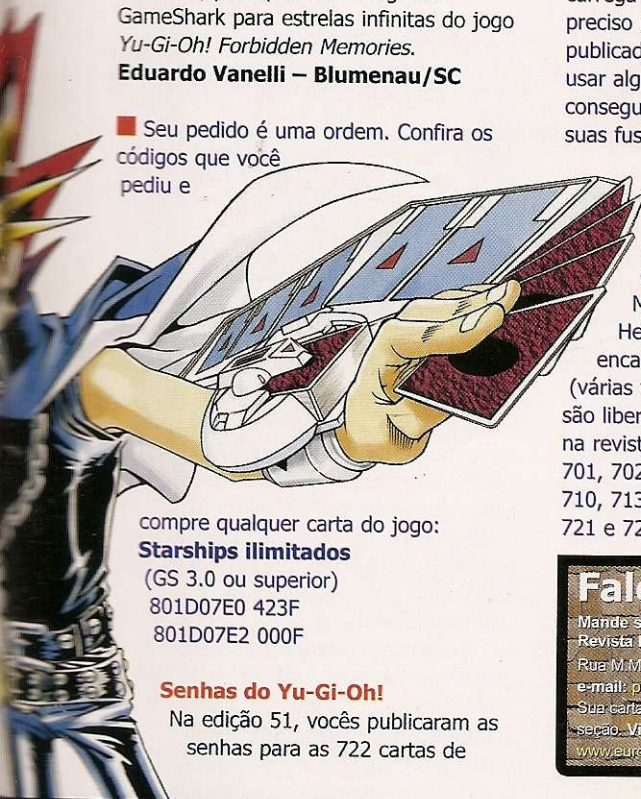 GameShark para estrelas infinitas do jogo
Yu-Gi-Oh! Forbidden Memories.
Eduardo Vanelli – Blumenau/SC
Seu pedido é uma ordem. Confira os
códigos que você
pediu e
compre qualquer carta do jogo:
Starships ilimitados
(GS 3.0 ou superior)
801D07E0 423F
801D07E2 000F
Senhas do Yu-Gi-Oh!
Na edição 51, vocês publicaram as
senhas para as 722 cartas de
preciso
publicad
usar alg
consegu
suas fus
M
He
enca
(várias
são liber
na revist
701, 702
710, 713
721 e 72
Fale
Mande s
Revista
Rua M.M
e-mail: p
Sua carta
seção. Vi
www.euro